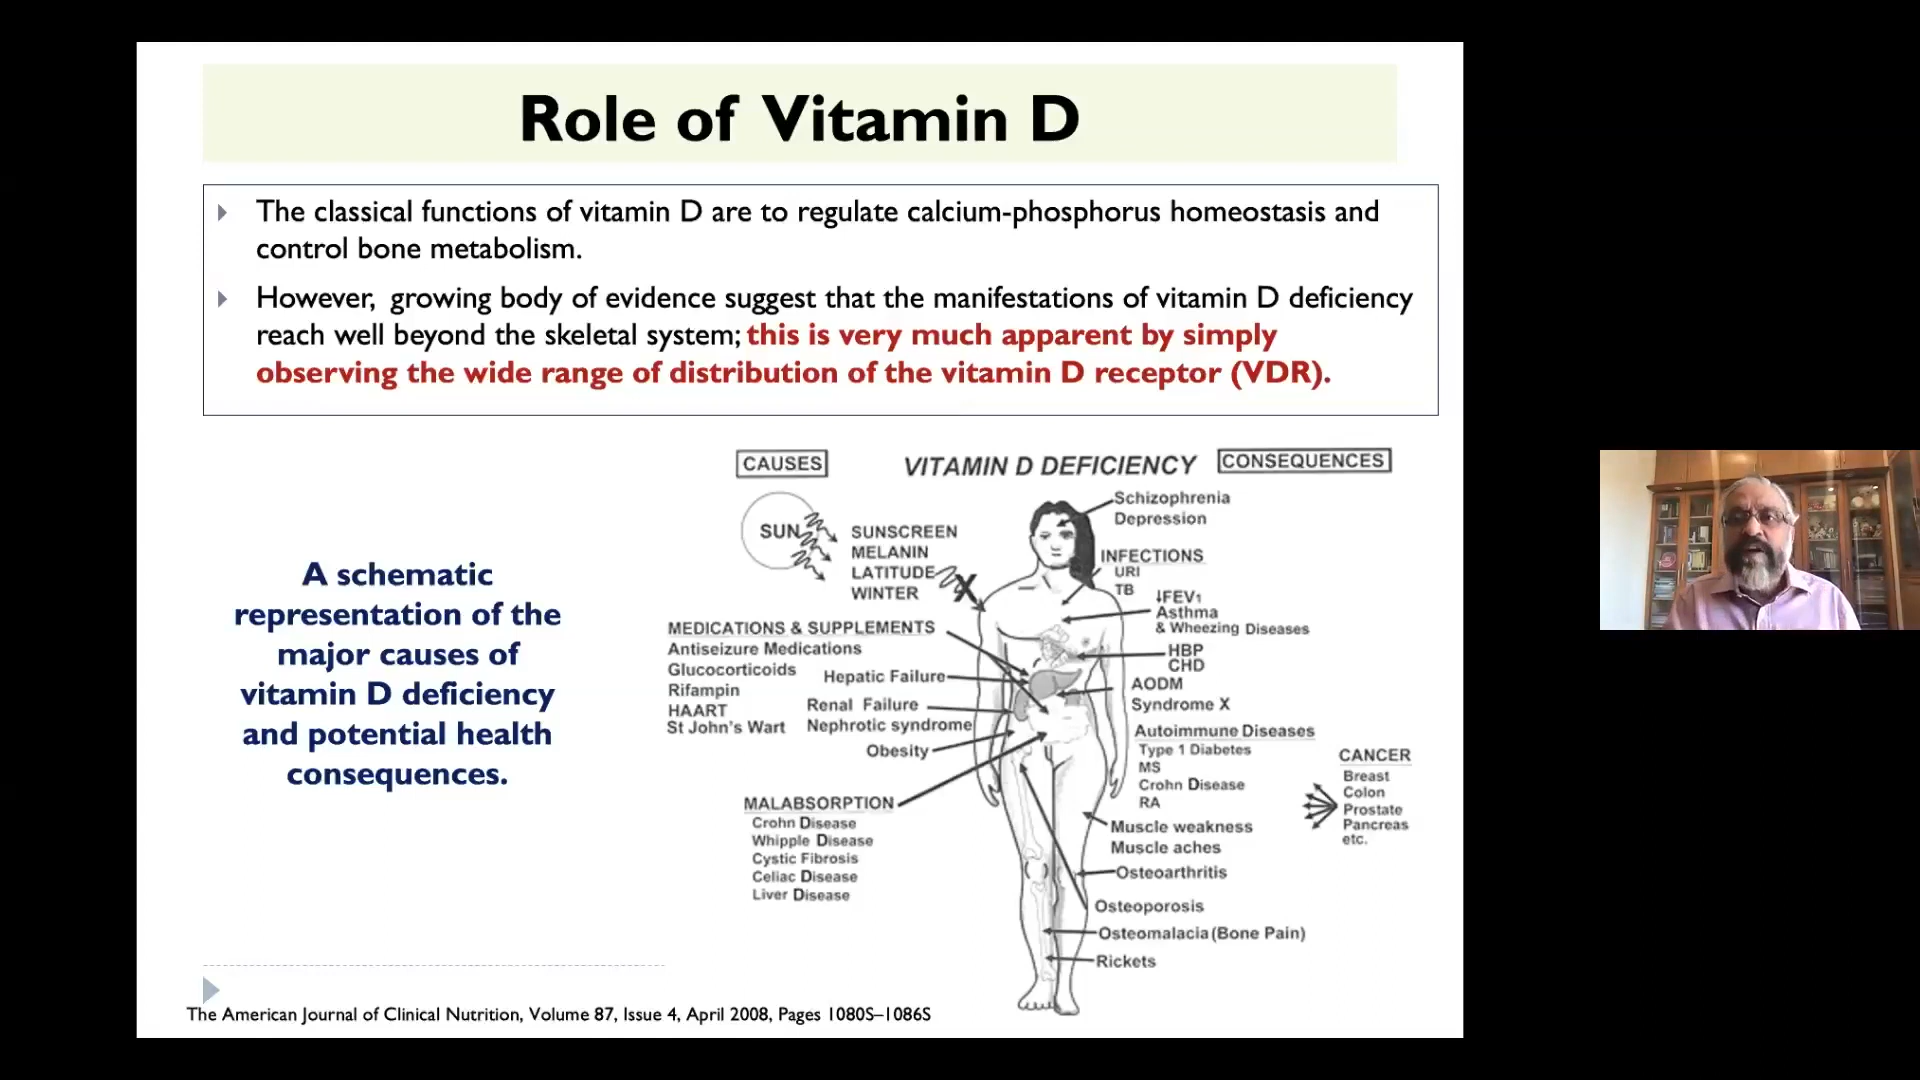 Role of Vitamin D
The classical functions of vitamin D are to regulate calcium-phosphorus homeostasis and
control bone metabolism.
However, growing body of evidence suggest that the manifestations of vitamin D deficiency
reach well beyond the skeletal system; this is very much apparent by simply
observing the wide range of distribution of the vitamin D receptor (VDR).
A schematic
representation of the
major causes of
vitamin D deficiency
and potential health
consequences.
CAUSES
VITAMIN D DEFICIENCY
CONSEQUENCES
SUN
SUNSCREEN
MELANIN
LATITUDE
WINTER
X
MEDICATIONS & SUPPLEMENTS
Antiseizure Medications
Glucocorticoids
Rifampin
HAART
St John's Wart
Hepatic Failure
Renal Failure
Nephrotic syndrome
Obesity
MALABSORPTION
Crohn Disease
Whipple Disease
Cystic Fibrosis
Celiac Disease
Liver Disease
Schizophrenia
Depression
INFECTIONS
URI
TB
↓FEV1
Asthma
& Wheezing Diseases
HBP
CHD
AODM
Syndrome X
Autoimmune Diseases
Type 1 Diabetes
MS
Crohn Disease
RA
CANCER
Breast
Colon
Prostate
Pancreas
etc.
Muscle weakness
Muscle aches
Osteoarthritis
Osteoporosis
Osteomalacia (Bone Pain)
Rickets
The American Journal of Clinical Nutrition, Volume 87, Issue 4, April 2008, Pages 1080S–1086S